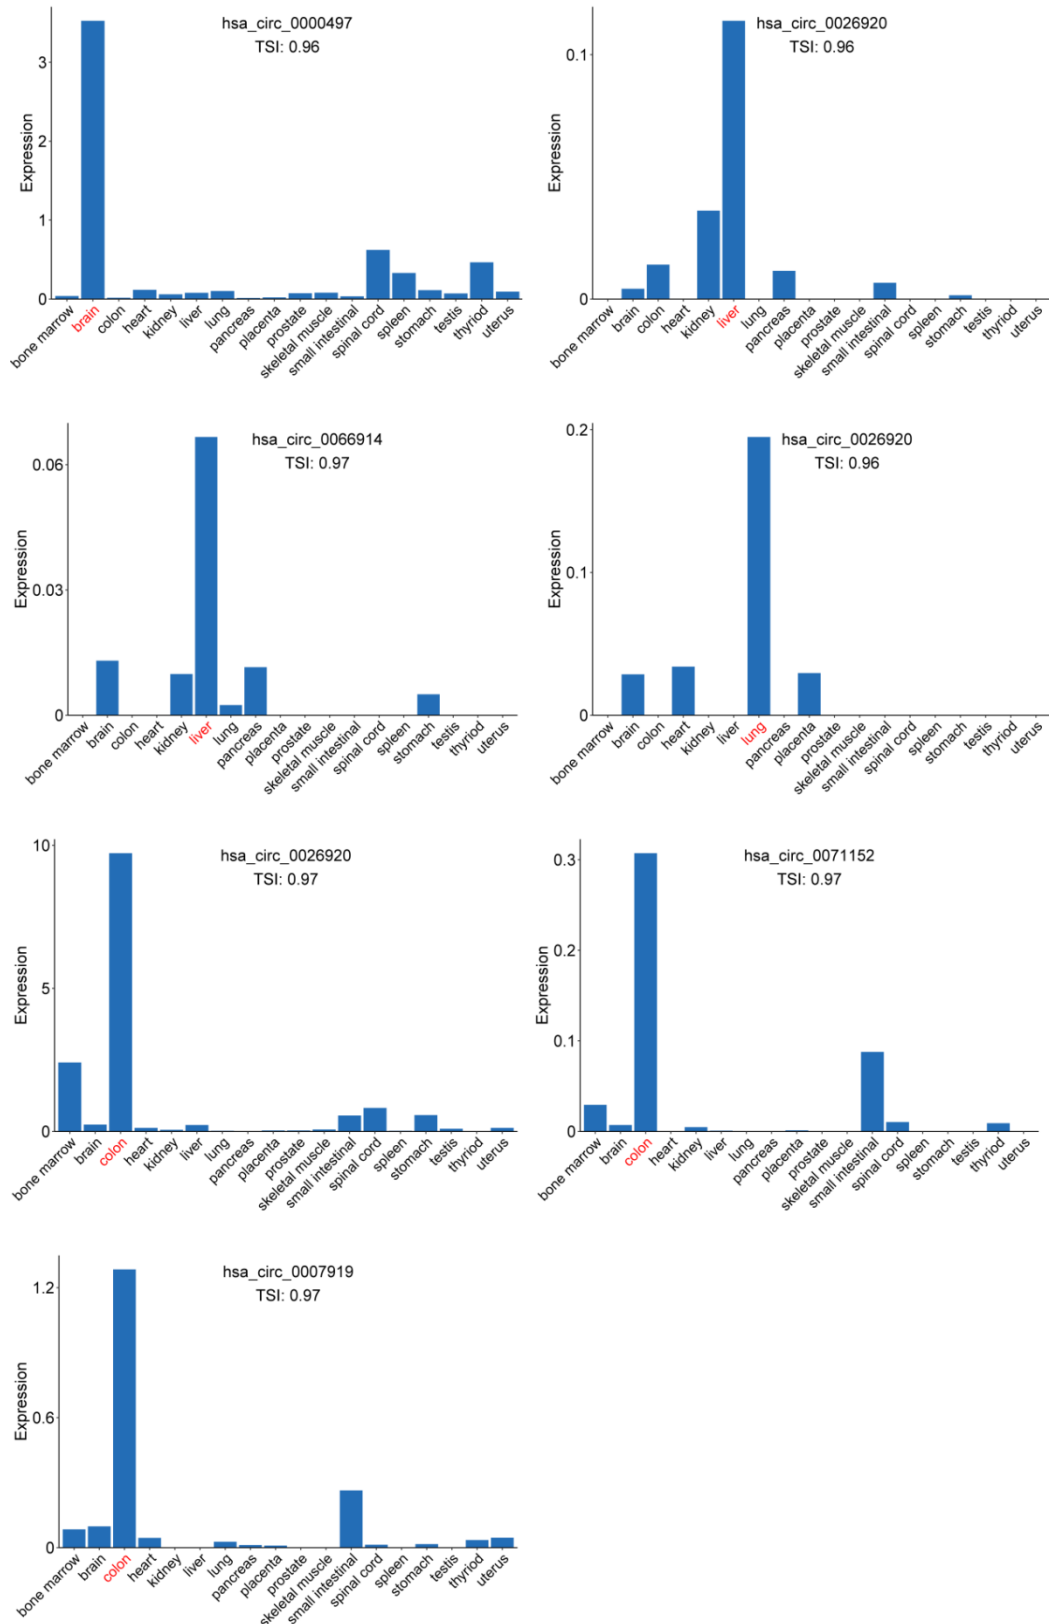 hsa_circ_0000497
TSI: 0.96
Expression
3
2
1
0
bone marrow
brain
colon
heart
kidney
liver
lung
pancreas
placenta
prostate
skeletal muscle
small intestinal
spinal cord
spleen
stomach
testis
thyriod
uterus
hsa_circ_0026920
TSI: 0.96
Expression
0.1
0
bone marrow
brain
colon
heart
kidney
liver
lung
pancreas
placenta
prostate
skeletal muscle
small intestinal
spinal cord
spleen
stomach
testis
thyriod
uterus
hsa_circ_0066914
TSI: 0.97
Expression
0.06
0.03
0
bone marrow
brain
colon
heart
kidney
liver
lung
pancreas
placenta
prostate
skeletal muscle
small intestinal
spinal cord
spleen
stomach
testis
thyriod
uterus
hsa_circ_0026920
TSI: 0.96
Expression
0.2
0.1
0
bone marrow
brain
colon
heart
kidney
liver
lung
pancreas
placenta
prostate
skeletal muscle
small intestinal
spinal cord
spleen
stomach
testis
thyriod
uterus
hsa_circ_0026920
TSI: 0.97
Expression
10
5
0
bone marrow
brain
colon
heart
kidney
liver
lung
pancreas
placenta
prostate
skeletal muscle
small intestinal
spinal cord
spleen
stomach
testis
thyriod
uterus
hsa_circ_0071152
TSI: 0.97
Expression
0.3
0.2
0.1
0
bone marrow
brain
colon
heart
kidney
liver
lung
pancreas
placenta
prostate
skeletal muscle
small intestinal
spinal cord
spleen
stomach
testis
thyriod
uterus
hsa_circ_0007919
TSI: 0.97
Expression
1.2
0.6
0
bone marrow
brain
colon
heart
kidney
liver
lung
pancreas
placenta
prostate
skeletal muscle
small intestinal
spinal cord
spleen
stomach
testis
thyriod
uterus